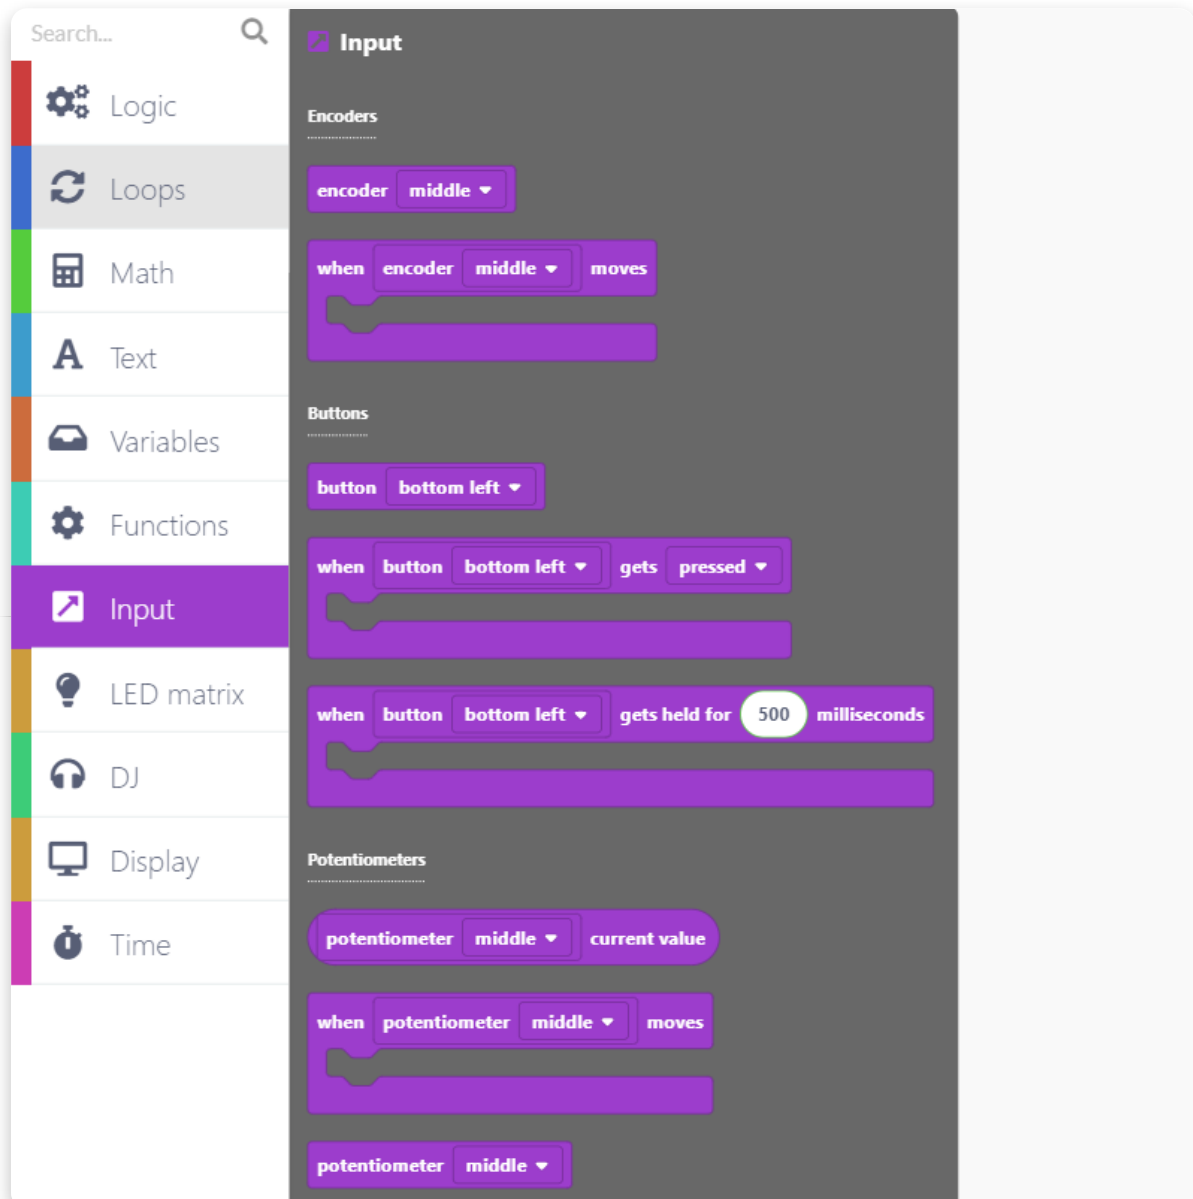 Search...
Logic
Loops
Math
Text
Variables
Functions
Input
LED matrix
DJ
Display
Time
Input
Encoders
encoder middle
when encoder middle moves
Buttons
button bottom left
when button bottom left gets pressed
when button bottom left gets held for 500 milliseconds
Potentiometers
potentiometer middle current value
when potentiometer middle moves
potentiometer middle